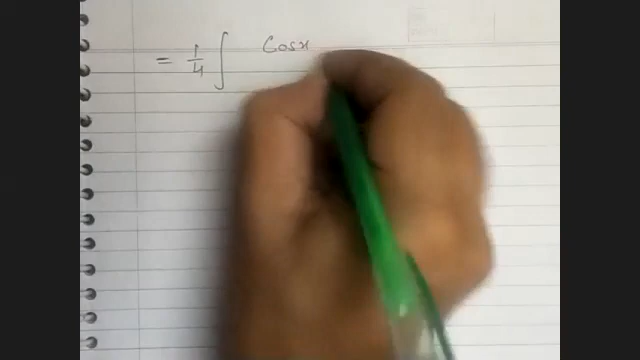 = 1/4 ∫ Cosx